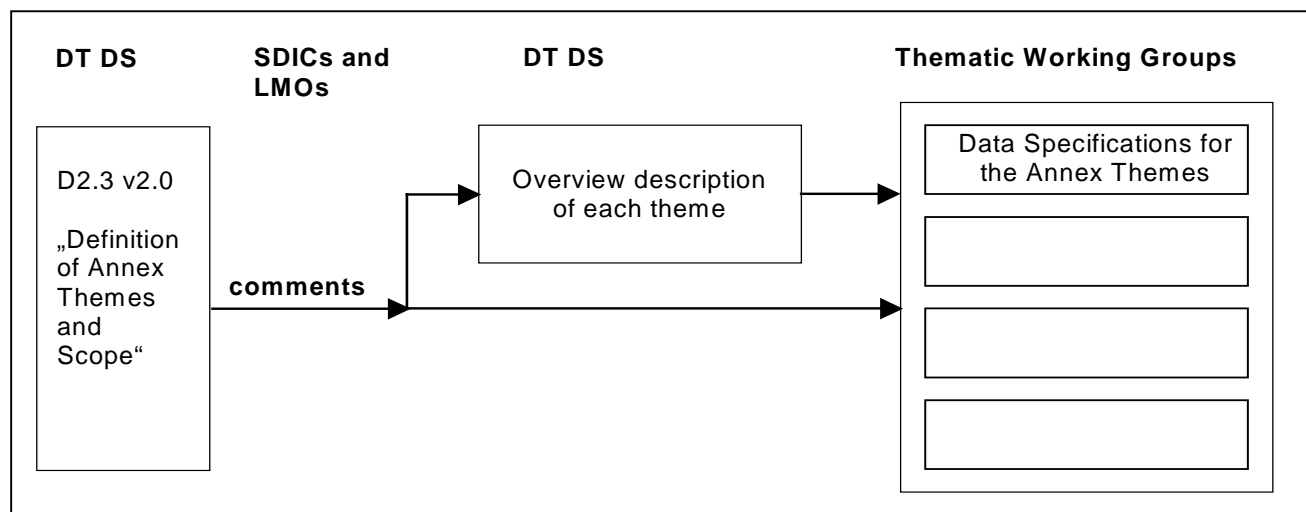 DT DS
SDICs and
LMOs
DT DS
Thematic Working Groups
D2.3 v2.0
„Definition
of Annex
Themes
and
Scope“
comments
Overview description
of each theme
Data Specifications for
the Annex Themes